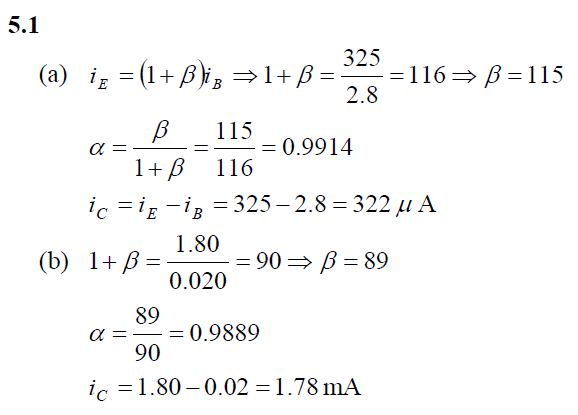 5.1
(a) i_E = (1 + β)i_B ⇒ 1 + β = 325/2.8 = 116 ⇒ β = 115
α = β/(1 + β) = 115/116 = 0.9914
i_C = i_E − i_B = 325 − 2.8 = 322 μ A
(b) 1 + β = 1.80/0.020 = 90 ⇒ β = 89
α = 89/90 = 0.9889
i_C = 1.80 − 0.02 = 1.78 mA